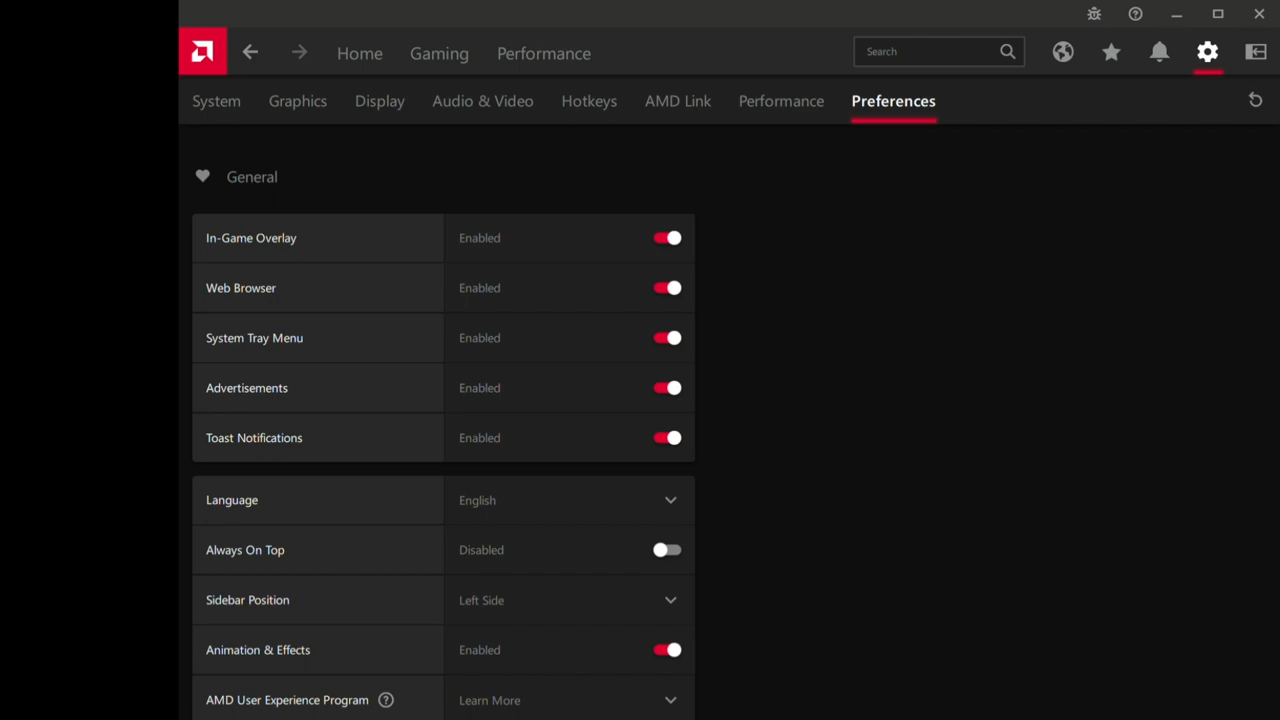 Home Gaming Performance Search
System Graphics Display Audio & Video Hotkeys AMD Link Performance Preferences
General
In-Game Overlay Enabled
Web Browser Enabled
System Tray Menu Enabled
Advertisements Enabled
Toast Notifications Enabled
Language English
Always On Top Disabled
Sidebar Position Left Side
Animation & Effects Enabled
AMD User Experience Program ? Learn More